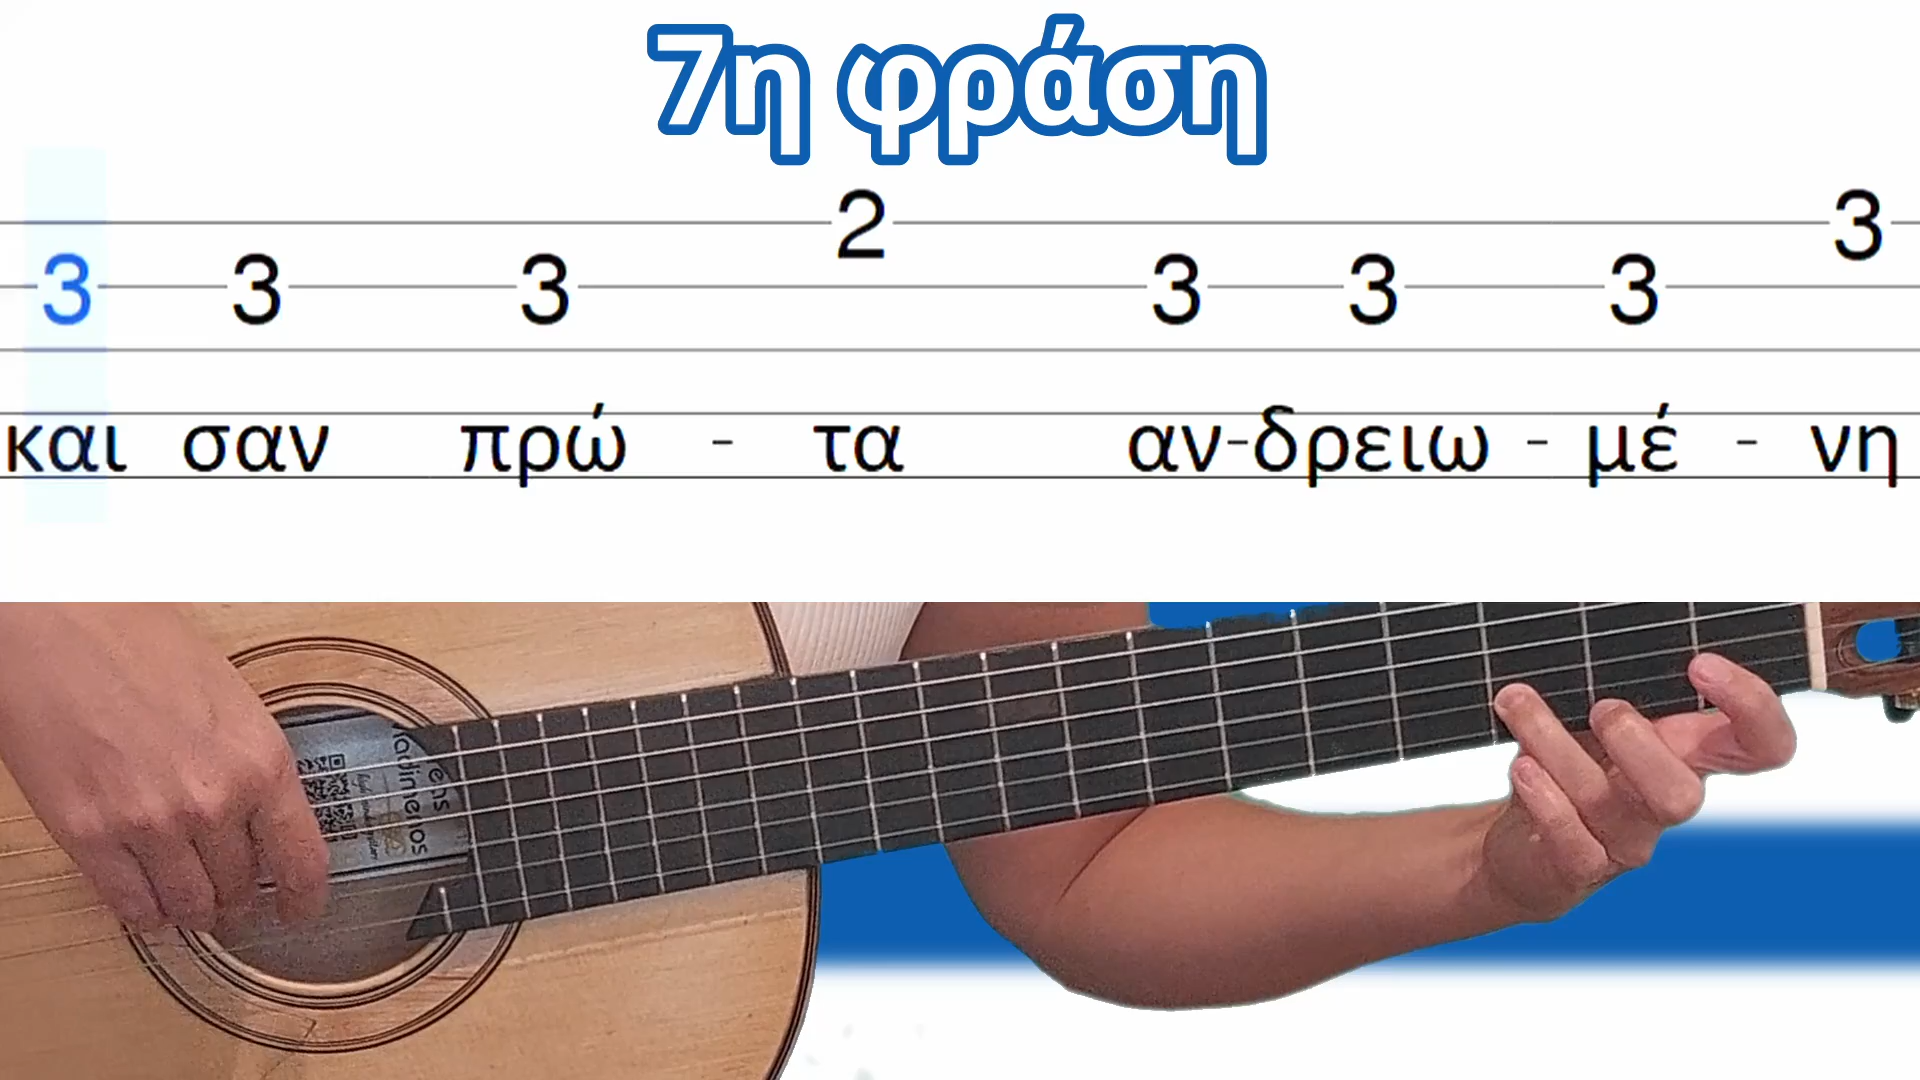 7η φράση
2 3
3 3 3 3 3 3
και σαν πρώ - τα αν-δρειω - μέ - νη